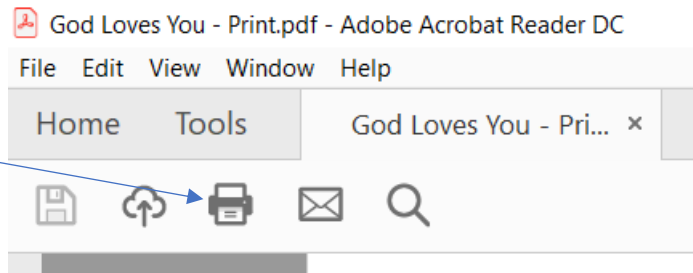 God Loves You - Print.pdf - Adobe Acrobat Reader DC
File Edit View Window Help
Home Tools God Loves You - Pri... ×